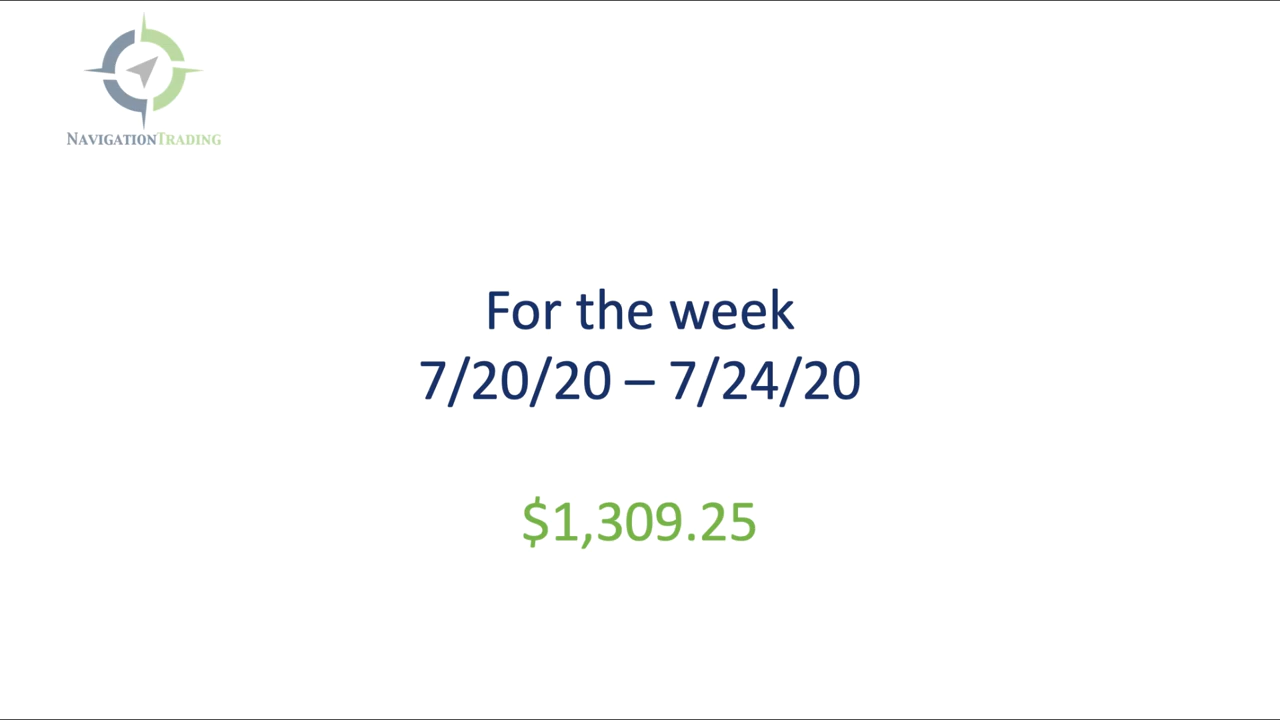 NAVIGATIONTRADING
For the week
7/20/20 – 7/24/20
$1,309.25